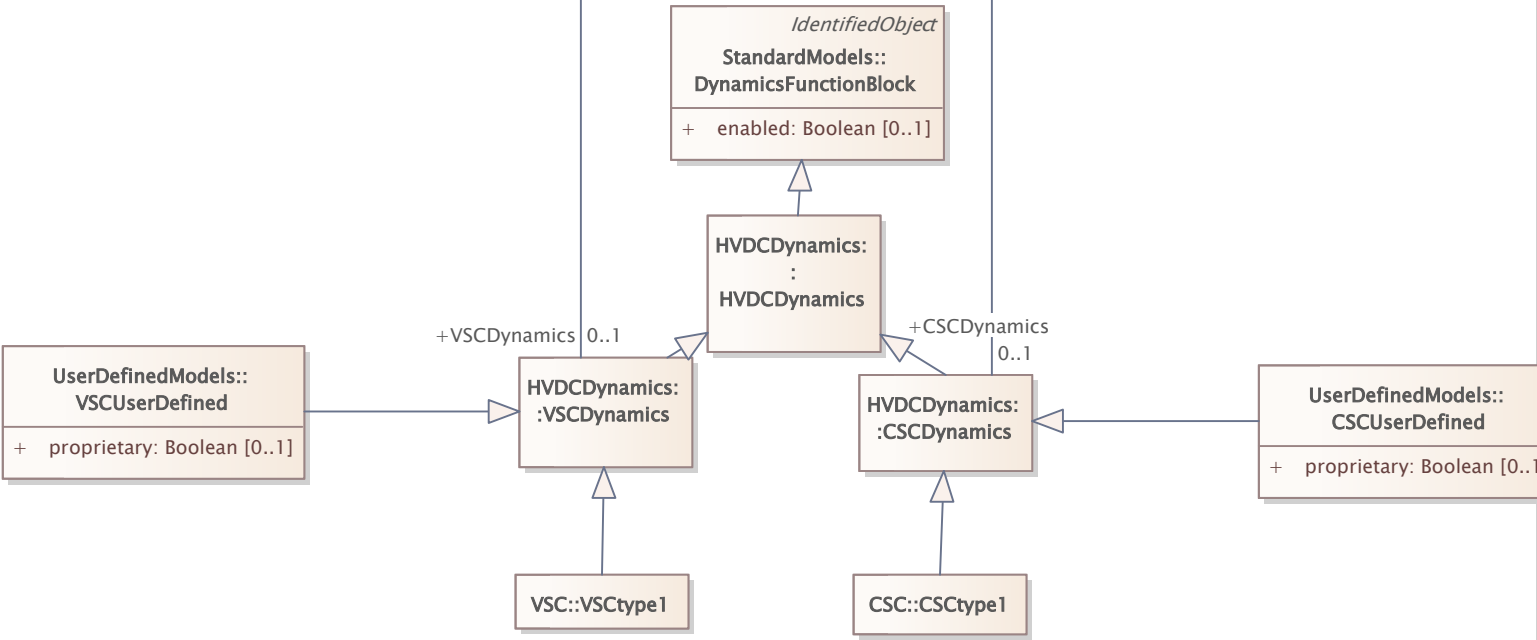 IdentifiedObject
StandardModels::
DynamicsFunctionBlock
+ enabled: Boolean [0..1]
HVDCDynamics:
:
HVDCDynamics
+VSCDynamics 0..1
+CSCDynamics
0..1
UserDefinedModels::
VSCUserDefined
+ proprietary: Boolean [0..1]
HVDCDynamics:
:VSCDynamics
HVDCDynamics:
:CSCDynamics
UserDefinedModels::
CSCUserDefined
+ proprietary: Boolean [0..1
VSC::VSCtype1
CSC::CSCtype1